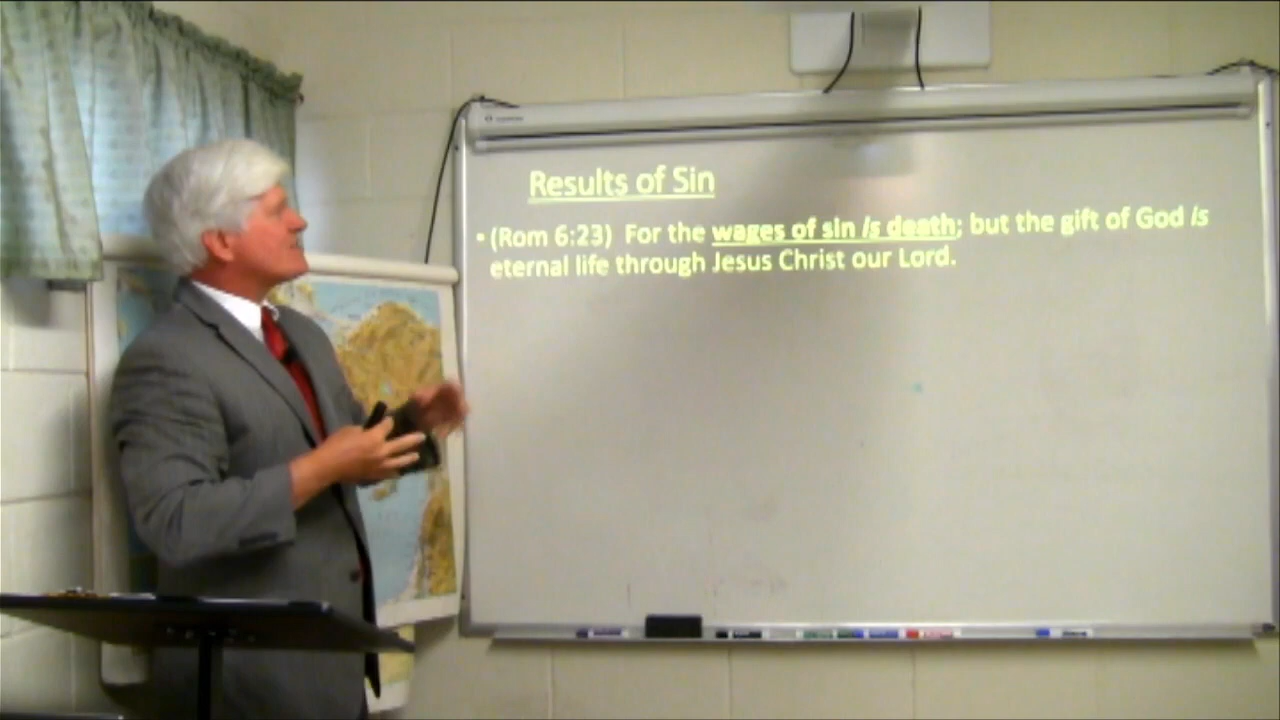 Results of Sin
• (Rom 6:23) For the wages of sin is death; but the gift of God is
eternal life through Jesus Christ our Lord.